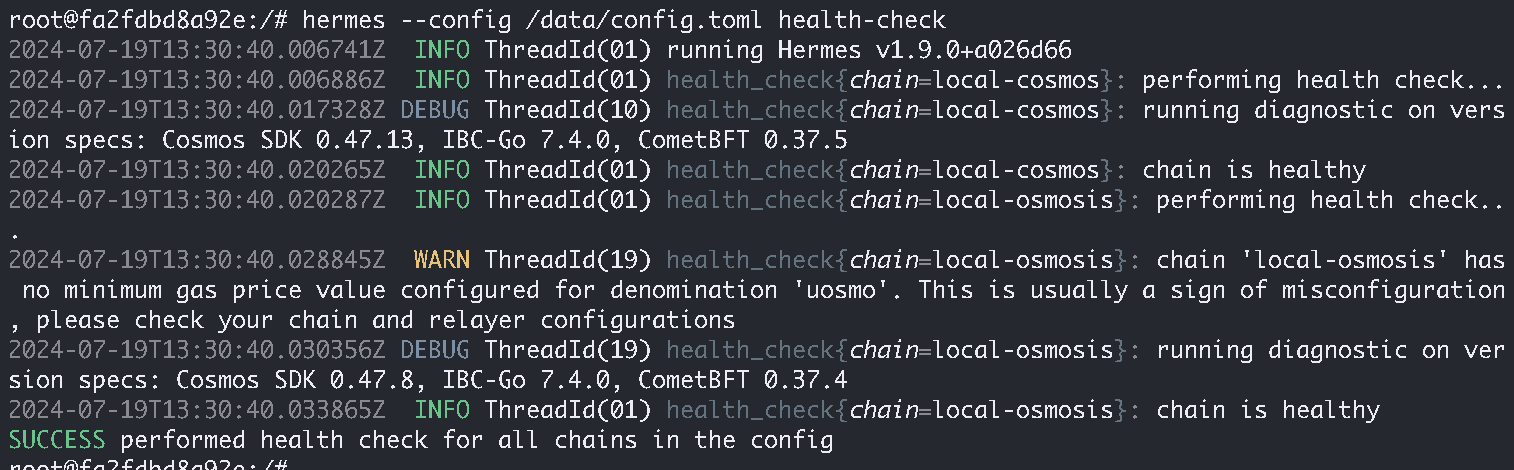 root@fa2fdbd8a92e:/# hermes --config /data/config.toml health-check
2024-07-19T13:30:40.006741Z  INFO ThreadId(01) running Hermes v1.9.0+a026d66
2024-07-19T13:30:40.006886Z  INFO ThreadId(01) health_check{chain=local-cosmos}: performing health check...
2024-07-19T13:30:40.017328Z DEBUG ThreadId(10) health_check{chain=local-cosmos}: running diagnostic on vers
ion specs: Cosmos SDK 0.47.13, IBC-Go 7.4.0, CometBFT 0.37.5
2024-07-19T13:30:40.020265Z  INFO ThreadId(01) health_check{chain=local-cosmos}: chain is healthy
2024-07-19T13:30:40.020287Z  INFO ThreadId(01) health_check{chain=local-osmosis}: performing health check..
.
2024-07-19T13:30:40.028845Z  WARN ThreadId(19) health_check{chain=local-osmosis}: chain 'local-osmosis' has
 no minimum gas price value configured for denomination 'uosmo'. This is usually a sign of misconfiguration
, please check your chain and relayer configurations
2024-07-19T13:30:40.030356Z DEBUG ThreadId(19) health_check{chain=local-osmosis}: running diagnostic on ver
sion specs: Cosmos SDK 0.47.8, IBC-Go 7.4.0, CometBFT 0.37.4
2024-07-19T13:30:40.033865Z  INFO ThreadId(01) health_check{chain=local-osmosis}: chain is healthy
SUCCESS performed health check for all chains in the config
root@fa2fdbd8a92e:/#